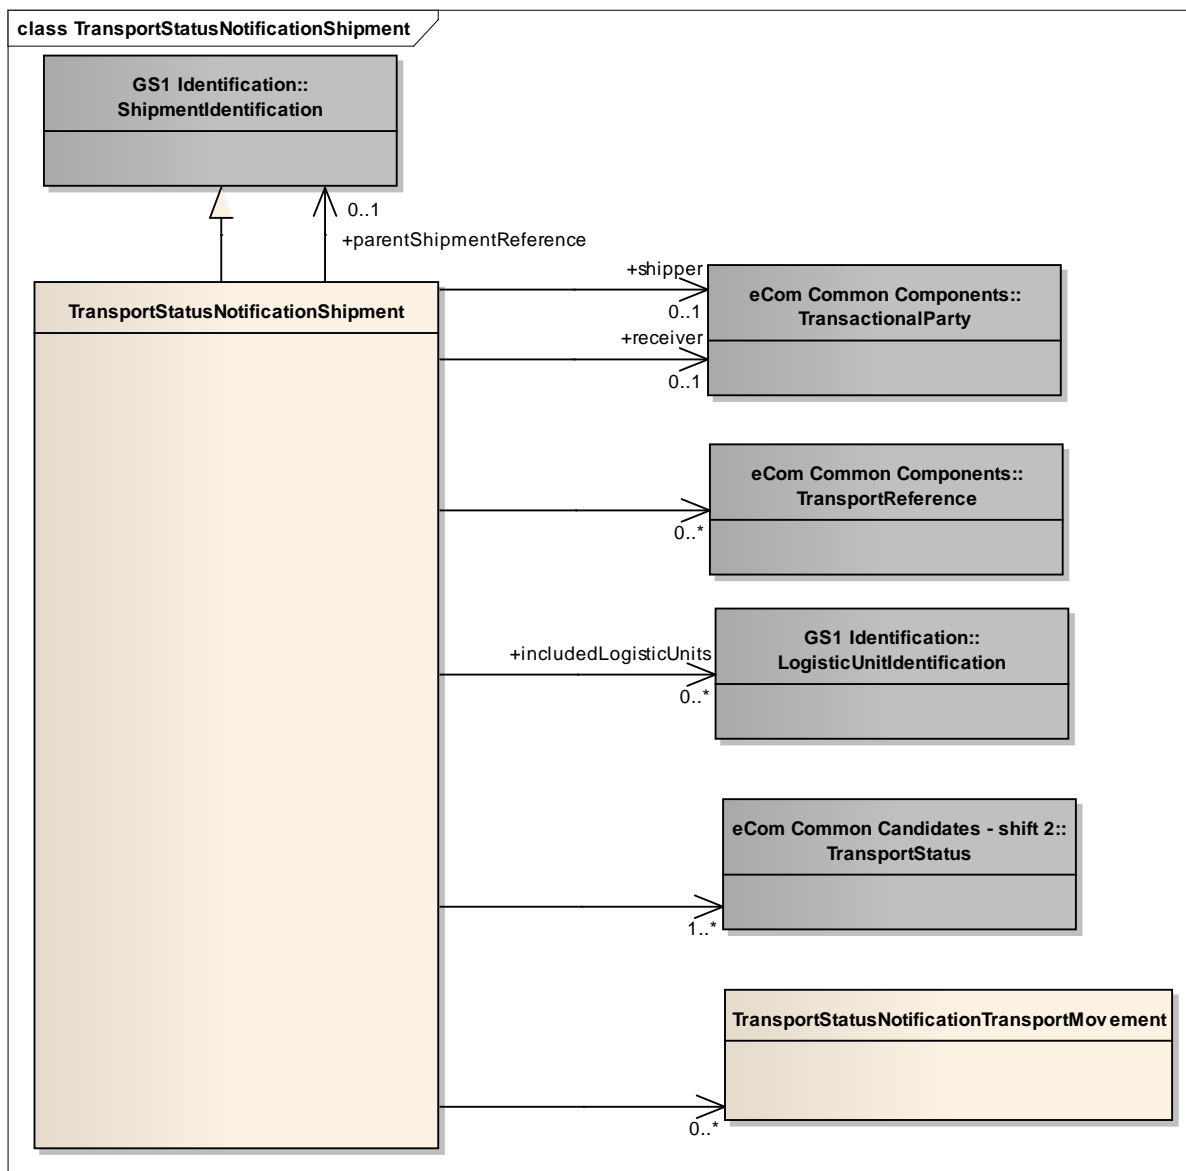 class TransportStatusNotificationShipment
GS1 Identification::
ShipmentIdentification
0..1
+parentShipmentReference
TransportStatusNotificationShipment
+shipper
0..1
+receiver
0..1
eCom Common Components::
TransactionalParty
eCom Common Components::
TransportReference
0..*
GS1 Identification::
LogisticUnitIdentification
+includedLogisticUnits
0..*
eCom Common Candidates - shift 2::
TransportStatus
1..*
TransportStatusNotificationTransportMovement
0..*